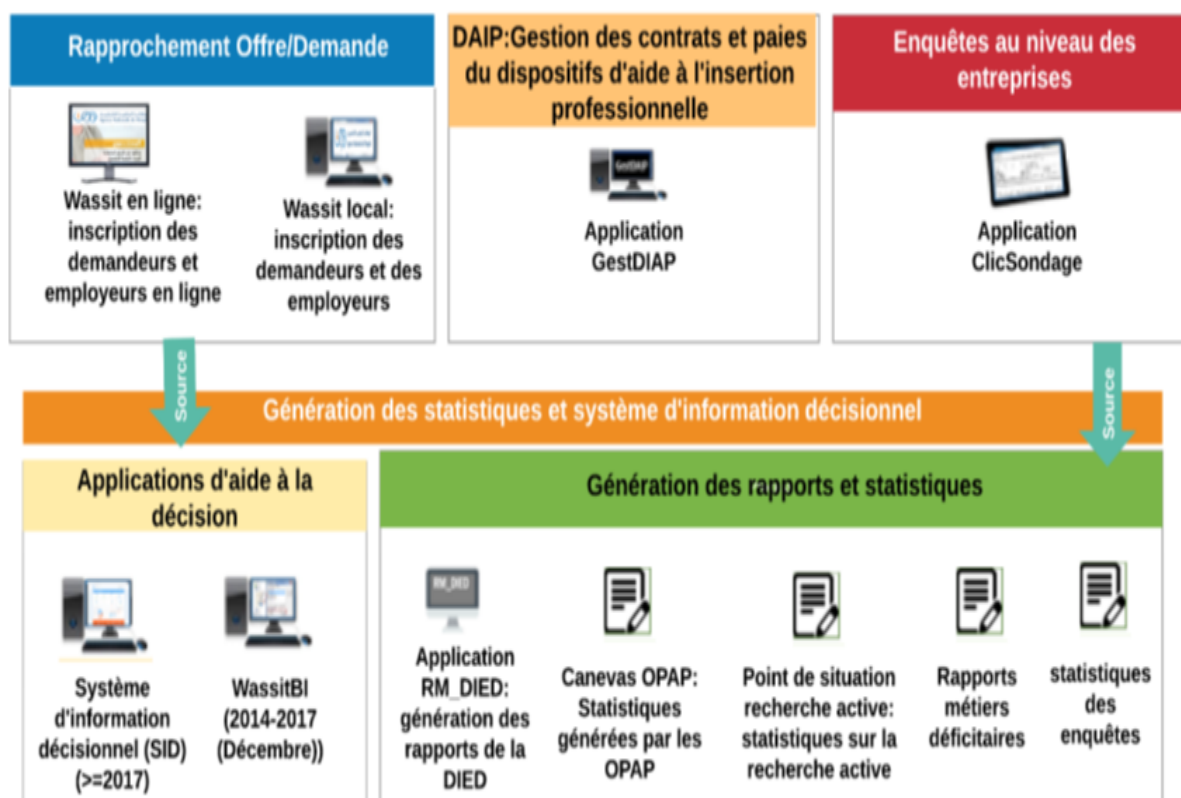 Rapprochement Offre/Demande
Wassit en ligne:
inscription des
demandeurs et
employeurs en ligne
Wassit local:
inscription des
demandeurs et des
employeurs
DAIP:Gestion des contrats et paies
du dispositifs d'aide à l'insertion
professionnelle
GestDIAP
Application
GestDIAP
Enquêtes au niveau des
entreprises
Application
ClicSondage
Source
Source
Génération des statistiques et système d'information décisionnel
Applications d'aide à la
décision
Système
d'information
décisionnel (SID)
(>=2017)
WassitBI
(2014-2017
(Décembre))
Génération des rapports et statistiques
RM_DIED
Application
RM_DIED:
génération des
rapports de la
DIED
Canevas OPAP:
Statistiques
générées par les
OPAP
Point de situation
recherche active:
statistiques sur la
recherche active
Rapports
métiers
déficitaires
statistiques
des
enquêtes